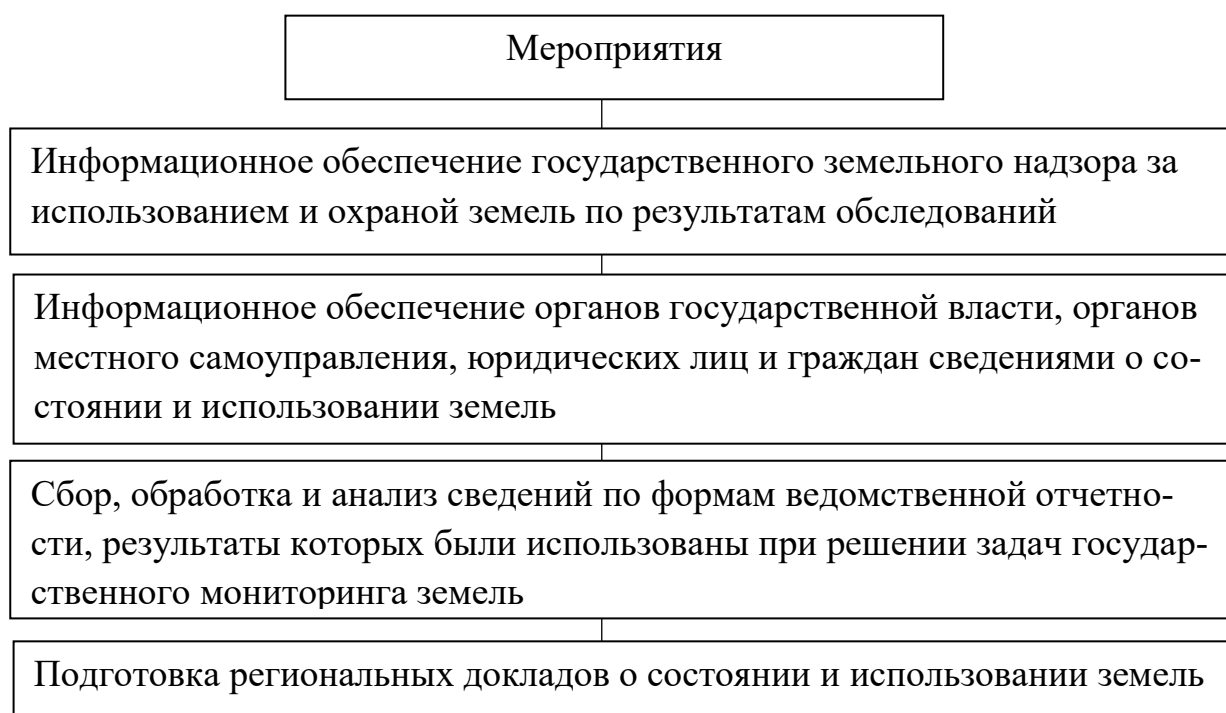 Мероприятия
Информационное обеспечение государственного земельного надзора за
использованием и охраной земель по результатам обследований
Информационное обеспечение органов государственной власти, органов
местного самоуправления, юридических лиц и граждан сведениями о со-
стоянии и использовании земель
Сбор, обработка и анализ сведений по формам ведомственной отчетно-
сти, результаты которых были использованы при решении задач государ-
ственного мониторинга земель
Подготовка региональных докладов о состоянии и использовании земель